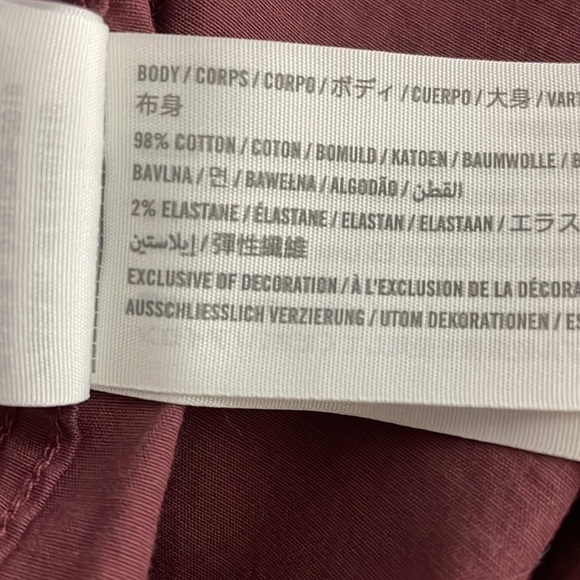 BODY / CORPS / CORPO / ボディ / CUERPO / 大身 /
布身
98% COTTON / COTON / BOMULD / KATOEN / BAUMWOLLE /
BAVLNA / 면 / BAWEŁNA / ALGODÃO / القطن
2% ELASTANE / ÉLASTANE / ELASTAN / ELASTAAN / エラス
إيلاستين / 彈性纖維
EXCLUSIVE OF DECORATION / À L'EXCLUSION DE LA DÉCORA
AUSSCHLIESSLICH VERZIERUNG / UTOM DEKORATIONEN / ES